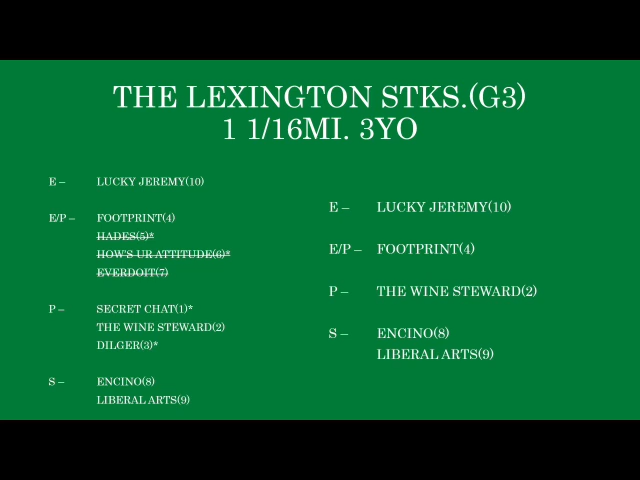 THE LEXINGTON STKS.(G3)
1 1/16MI. 3YO
E – LUCKY JEREMY(10)
E/P – FOOTPRINT(4)
HADES(5)*
HOW'S UR ATTITUDE(6)*
EVERDOIT(7)
P – SECRET CHAT(1)*
THE WINE STEWARD(2)
DILGER(3)*
S – ENCINO(8)
LIBERAL ARTS(9)
E – LUCKY JEREMY(10)
E/P – FOOTPRINT(4)
P – THE WINE STEWARD(2)
S – ENCINO(8)
LIBERAL ARTS(9)